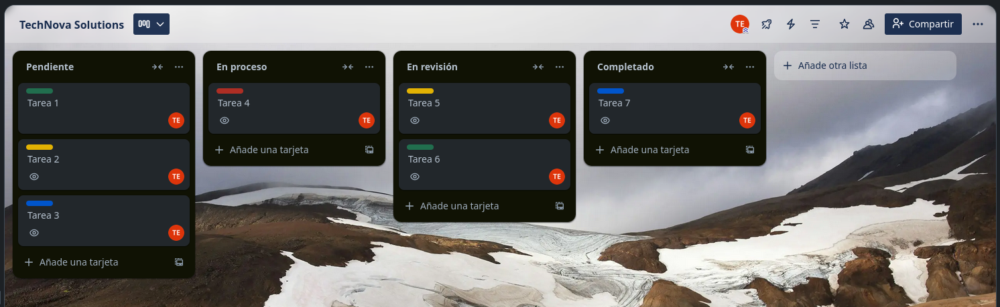 TechNova Solutions
TE
Compartir
Pendiente
Tarea 1
TE
Tarea 2
TE
Tarea 3
TE
Añade una tarjeta
En proceso
Tarea 4
TE
Añade una tarjeta
En revisión
Tarea 5
TE
Tarea 6
TE
Añade una tarjeta
Completado
Tarea 7
TE
Añade una tarjeta
Añade otra lista